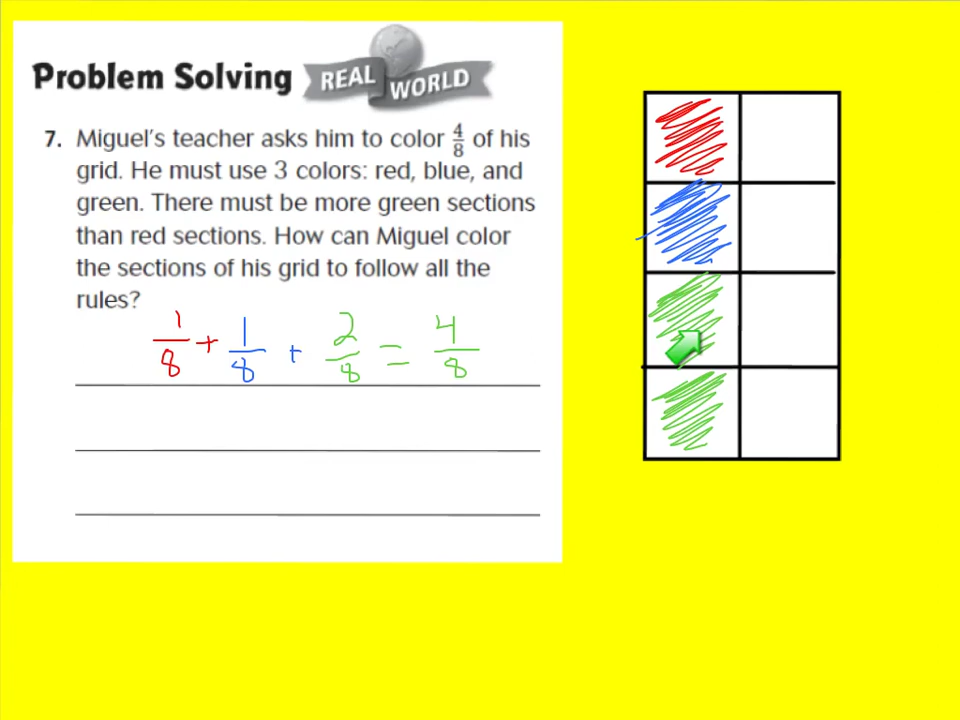 Problem Solving REAL WORLD
7. Miguel's teacher asks him to color 4/8 of his
grid. He must use 3 colors: red, blue, and
green. There must be more green sections
than red sections. How can Miguel color
the sections of his grid to follow all the
rules?
1/8 + 1/8 + 2/8 = 4/8